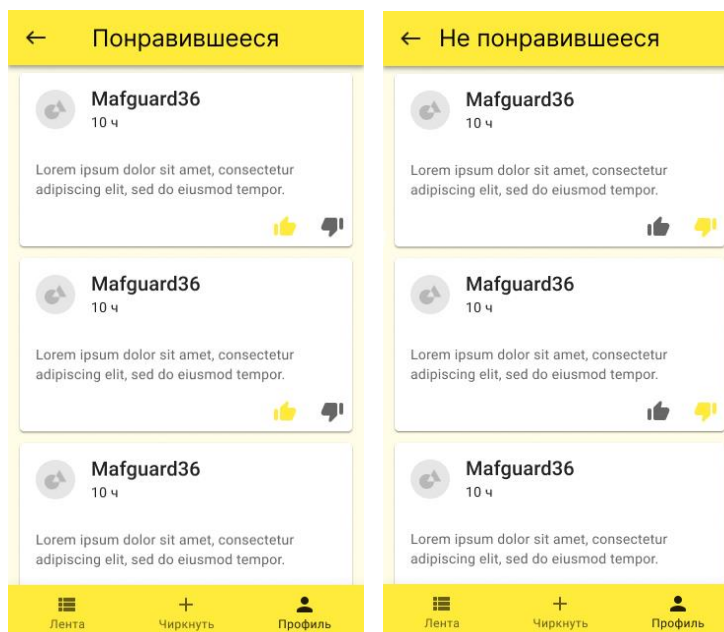 Понравившееся
Mafguard36
10 ч
Lorem ipsum dolor sit amet, consectetur
adipiscing elit, sed do eiusmod tempor.
Mafguard36
10 ч
Lorem ipsum dolor sit amet, consectetur
adipiscing elit, sed do eiusmod tempor.
Mafguard36
10 ч
Lorem ipsum dolor sit amet, consectetur
adipiscing elit, sed do eiusmod tempor.
Лента Чиркнуть Профиль
Не понравившееся
Mafguard36
10 ч
Lorem ipsum dolor sit amet, consectetur
adipiscing elit, sed do eiusmod tempor.
Mafguard36
10 ч
Lorem ipsum dolor sit amet, consectetur
adipiscing elit, sed do eiusmod tempor.
Mafguard36
10 ч
Lorem ipsum dolor sit amet, consectetur
adipiscing elit, sed do eiusmod tempor.
Лента Чиркнуть Профиль